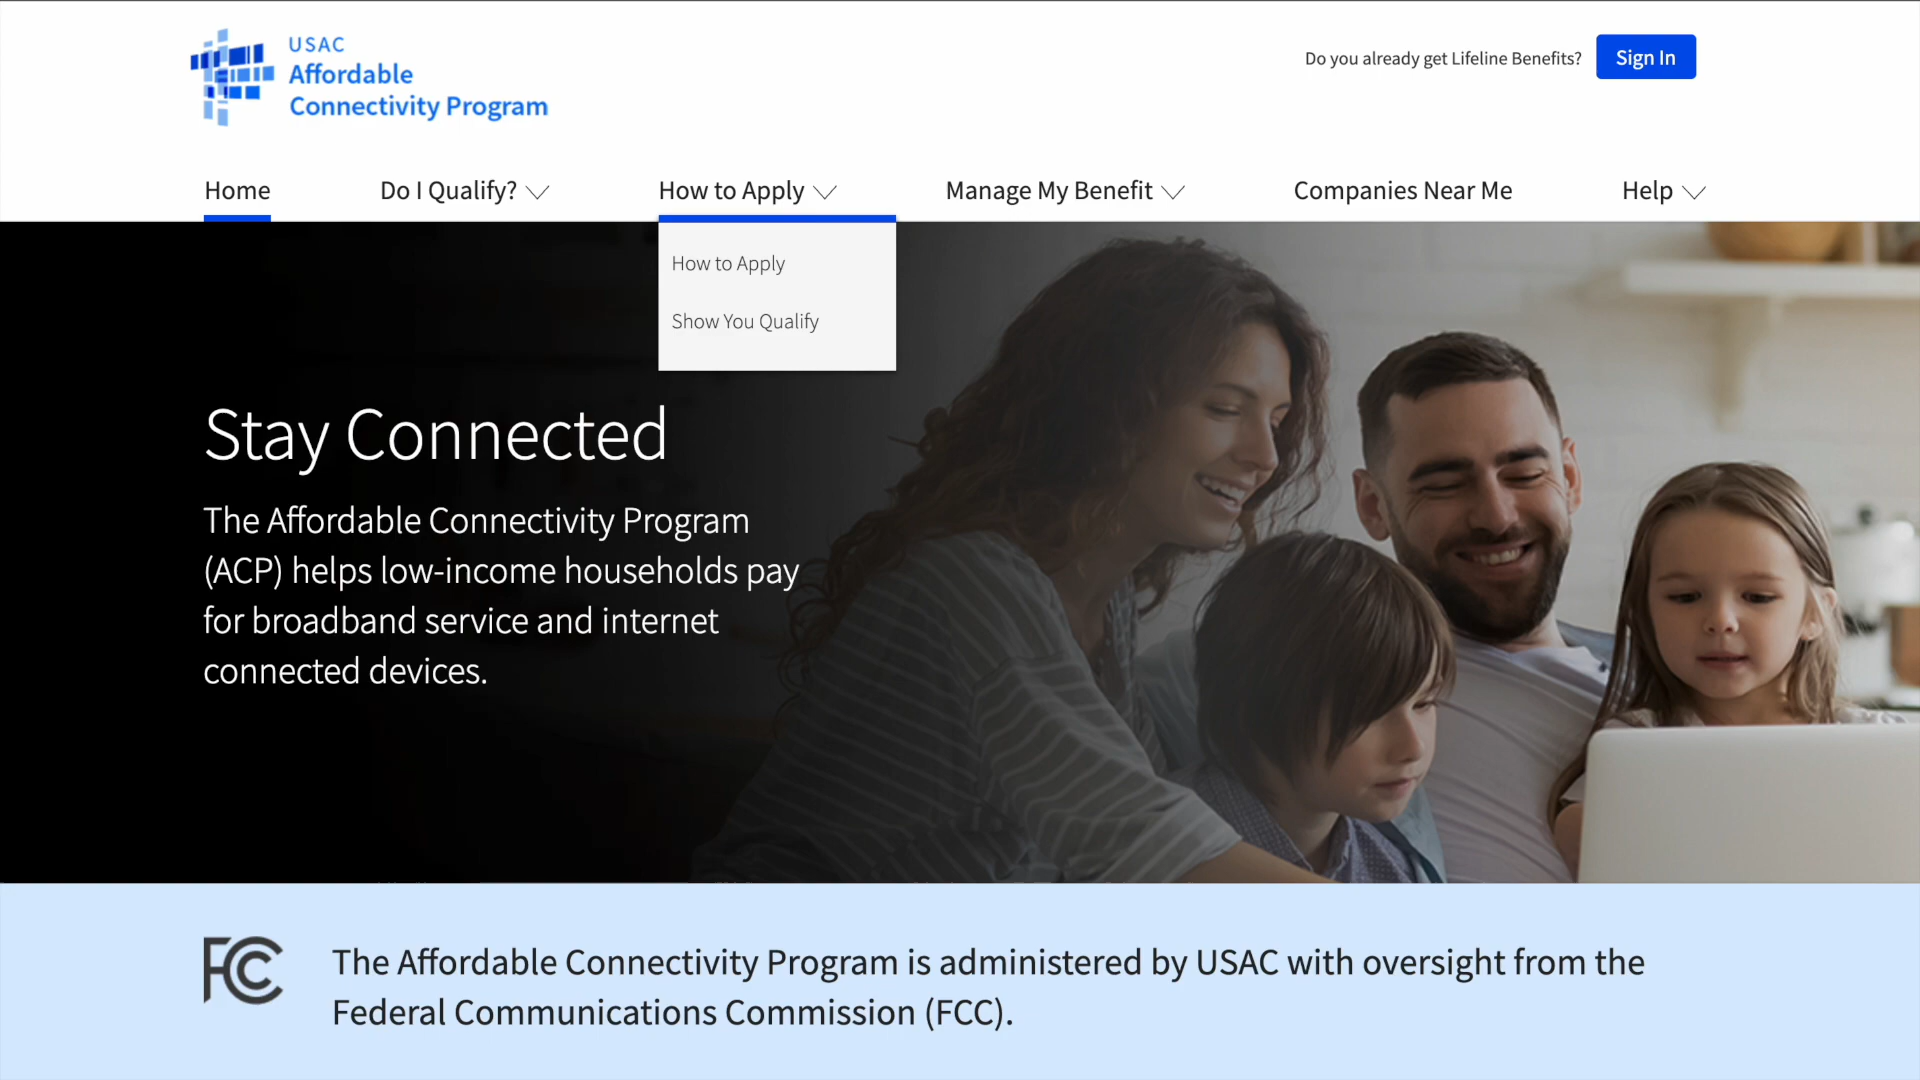 USAC
Affordable
Connectivity Program
Do you already get Lifeline Benefits?
Sign In
Home
Do I Qualify?
How to Apply
Manage My Benefit
Companies Near Me
Help
How to Apply
Show You Qualify
Stay Connected
The Affordable Connectivity Program
(ACP) helps low-income households pay
for broadband service and internet
connected devices.
FCC
The Affordable Connectivity Program is administered by USAC with oversight from the
Federal Communications Commission (FCC).